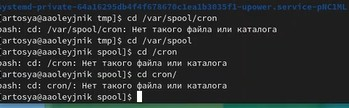 systemd-private-64a16295db4f4f678676c1ea1b3635f1-upower.service-pNCIML
[artosya@aaoleyjnik tmp]$ cd /var/spool/cron
bash: cd: /var/spool/cron: Нет такого файла или каталога
[artosya@aaoleyjnik tmp]$ cd /var/spool
[artosya@aaoleyjnik spool]$ cd /cron
bash: cd: /cron: Нет такого файла или каталога
[artosya@aaoleyjnik spool]$ cd cron/
bash: cd: cron/: Нет такого файла или каталога
[artosya@aaoleyjnik spool]$